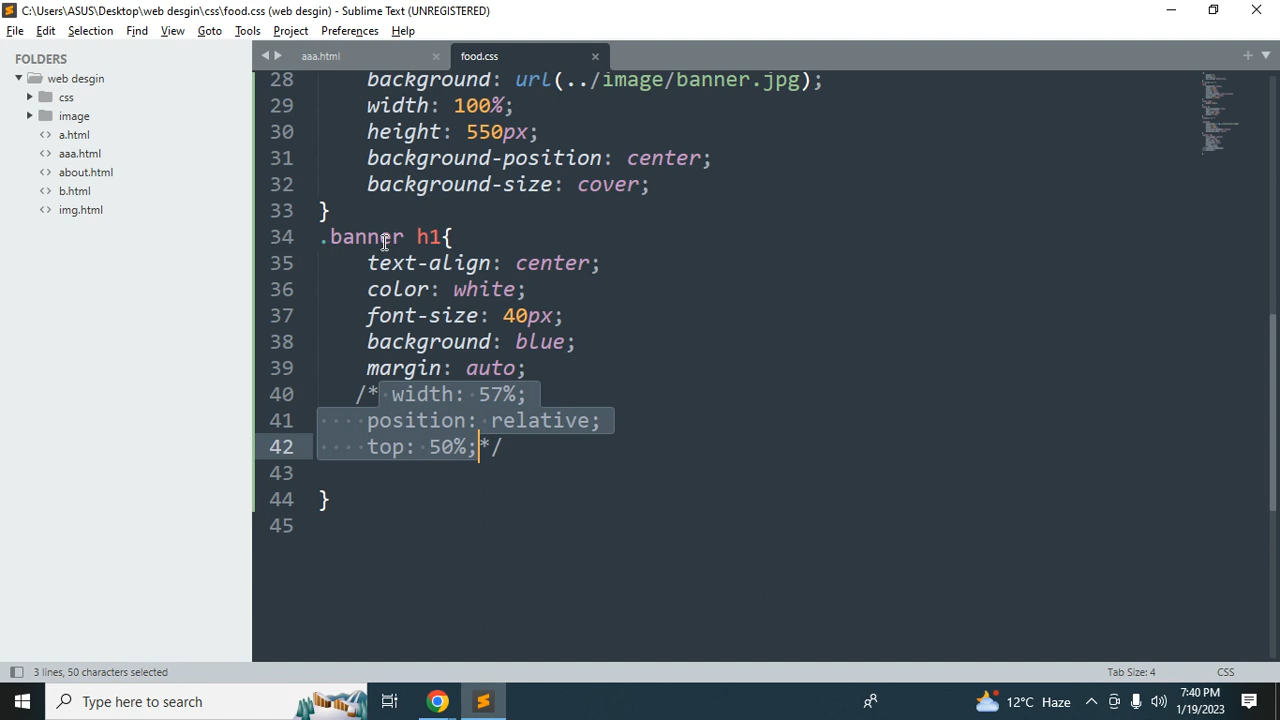 C:\Users\ASUS\Desktop\web desgin\css\food.css (web desgin) - Sublime Text (UNREGISTERED)
File Edit Selection Find View Goto Tools Project Preferences Help
FOLDERS
web desgin
css
image
a.html
aaa.html
about.html
b.html
img.html
aaa.html
food.css
28 background: url(../image/banner.jpg);
29 width: 100%;
30 height: 550px;
31 background-position: center;
32 background-size: cover;
33 }
34 .banner h1{
35 text-align: center;
36 color: white;
37 font-size: 40px;
38 background: blue;
39 margin: auto;
40 /* width: 57%;
41 position: relative;
42 top: 50%;*/
43
44 }
45
3 lines, 50 characters selected
Tab Size: 4
CSS
Type here to search
12°C Haze
7:40 PM
1/19/2023